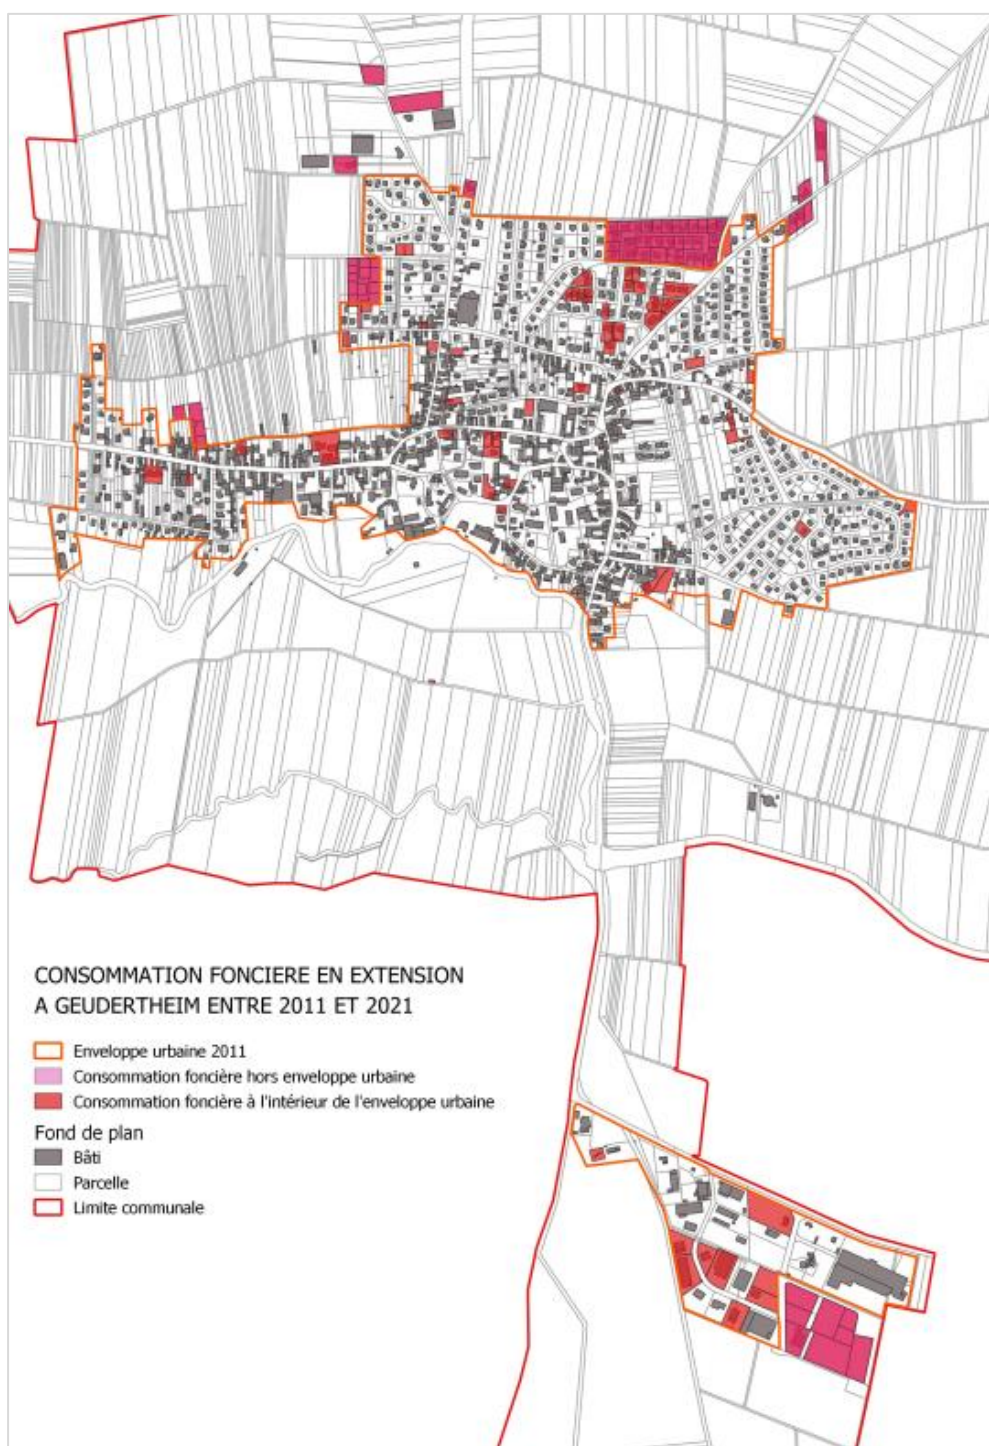 CONSOMMATION FONCIERE EN EXTENSION
A GEUDERTHEIM ENTRE 2011 ET 2021
Enveloppe urbaine 2011
Consommation foncière hors enveloppe urbaine
Consommation foncière à l'intérieur de l'enveloppe urbaine
Fond de plan
Bâti
Parcelle
Limite communale